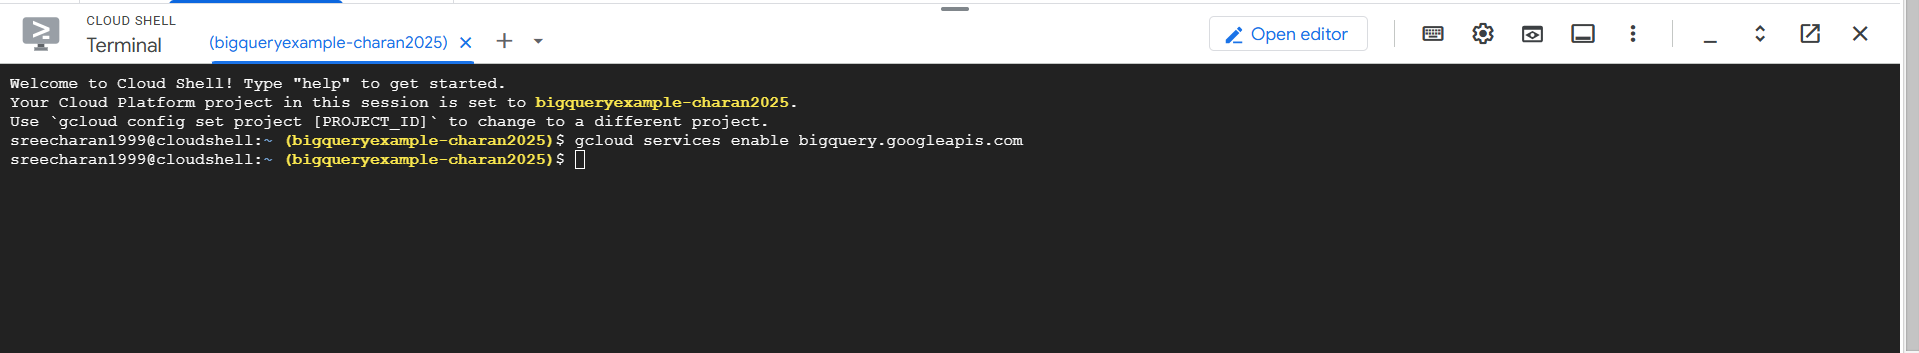 CLOUD SHELL
Terminal
(bigqueryexample-charan2025)
Open editor
Welcome to Cloud Shell! Type "help" to get started.
Your Cloud Platform project in this session is set to bigqueryexample-charan2025.
Use `gcloud config set project [PROJECT_ID]` to change to a different project.
sreecharan1999@cloudshell:~ (bigqueryexample-charan2025)$ gcloud services enable bigquery.googleapis.com
sreecharan1999@cloudshell:~ (bigqueryexample-charan2025)$